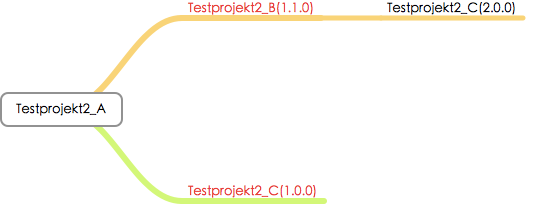 Testprojekt2_B(1.1.0)
Testprojekt2_C(2.0.0)
Testprojekt2_A
Testprojekt2_C(1.0.0)